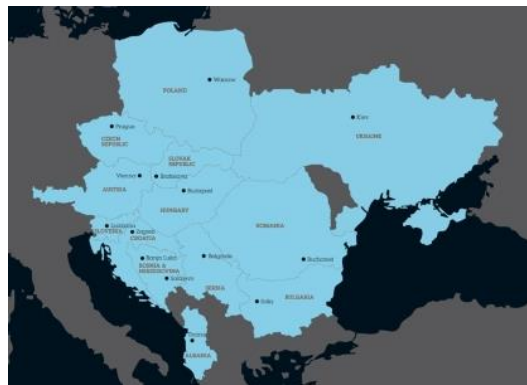 Warsaw
POLAND
Kiev
UKRAINE
Prague
CZECH
REPUBLIC
SLOVAK
REPUBLIC
Vienna
Bratislava
AUSTRIA
Budapest
HUNGARY
Ljubljana
SLOVENIA
Zagreb
CROATIA
ROMANIA
Banja Luka
BOSNIA &
HERZEGOVINA
Sarajevo
Belgrade
SERBIA
Bucharest
Sofia
BULGARIA
Tirana
ALBANIA